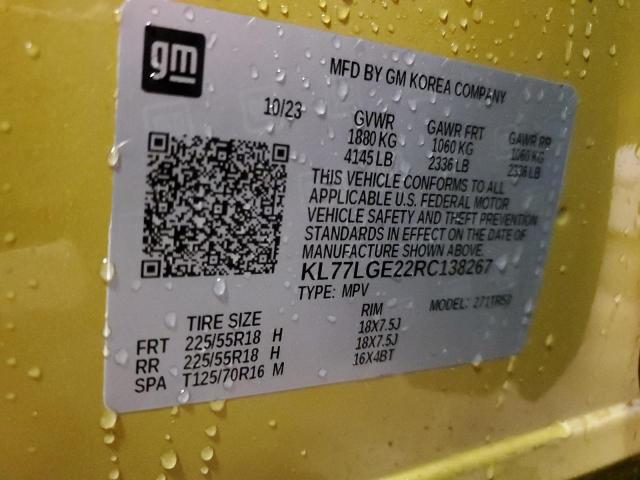 gm
MFD BY GM KOREA COMPANY
10/23
GVWR GAWR FRT GAWR RR
1880 KG 1060 KG 1060 KG
4145 LB 2336 LB 2336 LB
THIS VEHICLE CONFORMS TO ALL
APPLICABLE U.S. FEDERAL MOTOR
VEHICLE SAFETY AND THEFT PREVENTION
STANDARDS IN EFFECT ON THE DATE OF
MANUFACTURE SHOWN ABOVE.
KL77LGE22RC138267
TYPE: MPV MODEL:
TIRE SIZE RIM
FRT 225/55R18 H 18X7.5J
RR 225/55R18 H 18X7.5J
SPA T125/70R16 M 16X4BT